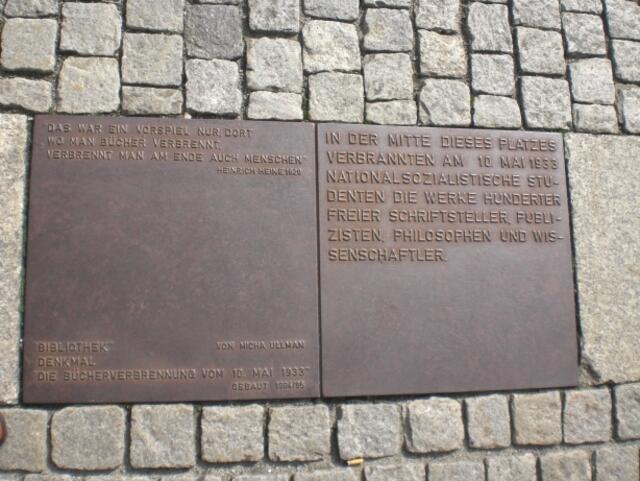 "DAS WAR EIN VORSPIEL NUR, DORT
WO MAN BÜCHER VERBRENNT,
VERBRENNT MAN AM ENDE AUCH MENSCHEN"
HEINRICH HEINE 1820
"BIBLIOTHEK"
VON MICHA ULLMAN
DENKMAL
DIE BÜCHERVERBRENNUNG VOM 10. MAI 1933"
GEBAUT 1994/95
IN DER MITTE DIESES PLATZES
VERBRANNTEN AM 10. MAI 1933
NATIONALSOZIALISTISCHE STU-
DENTEN DIE WERKE HUNDERTER
FREIER SCHRIFTSTELLER, PUBLI-
ZISTEN, PHILOSOPHEN UND WIS-
SENSCHAFTLER.